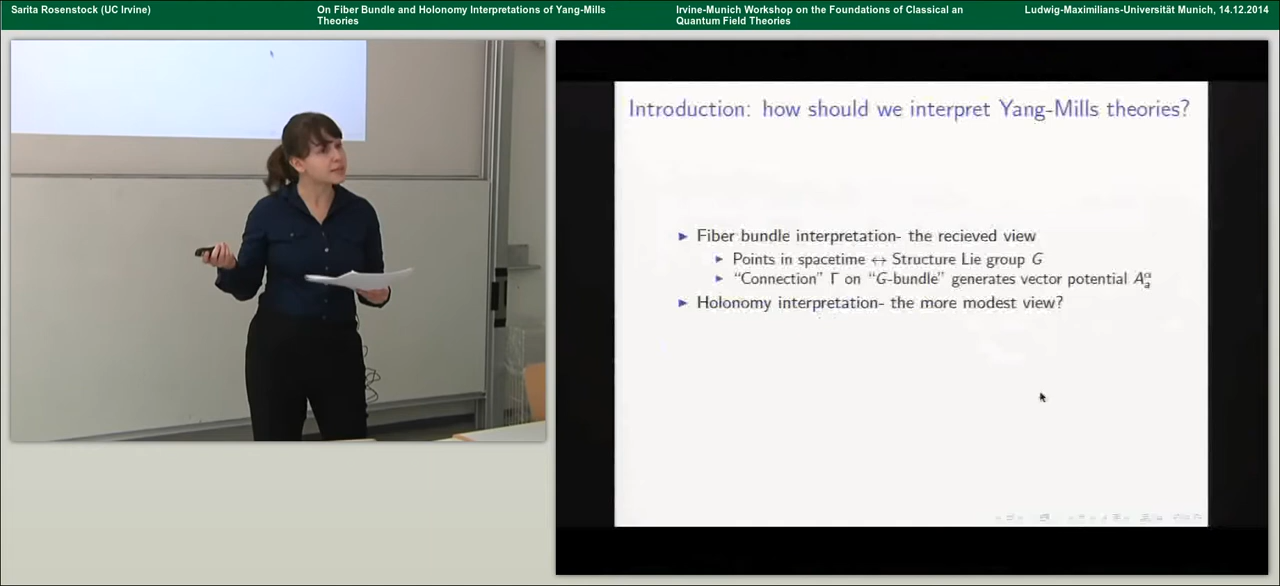 Sarita Rosenstock (UC Irvine)
On Fiber Bundle and Holonomy Interpretations of Yang-Mills
Theories
Irvine-Munich Workshop on the Foundations of Classical an
Quantum Field Theories
Ludwig-Maximilians-Universität Munich, 14.12.2014
Introduction: how should we interpret Yang-Mills theories?
► Fiber bundle interpretation- the recieved view
► Points in spacetime ↔ Structure Lie group G
► “Connection” Γ on “G-bundle” generates vector potential Aᵅₐ
► Holonomy interpretation- the more modest view?